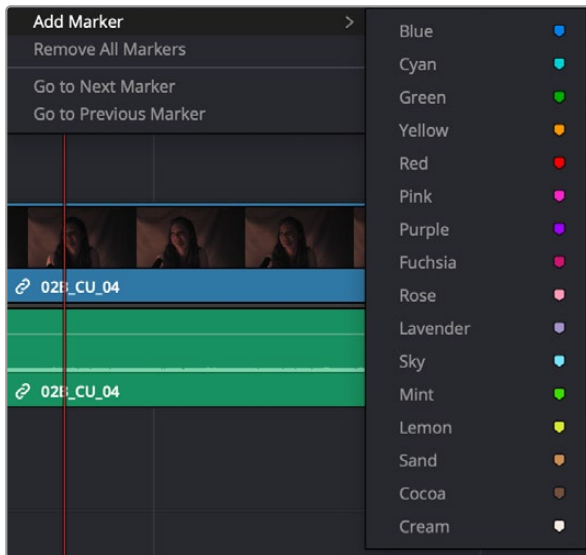 Add Marker
Remove All Markers
Go to Next Marker
Go to Previous Marker
Blue
Cyan
Green
Yellow
Red
Pink
Purple
Fuchsia
Rose
Lavender
Sky
Mint
Lemon
Sand
Cocoa
Cream
02B_CU_04
02B_CU_04